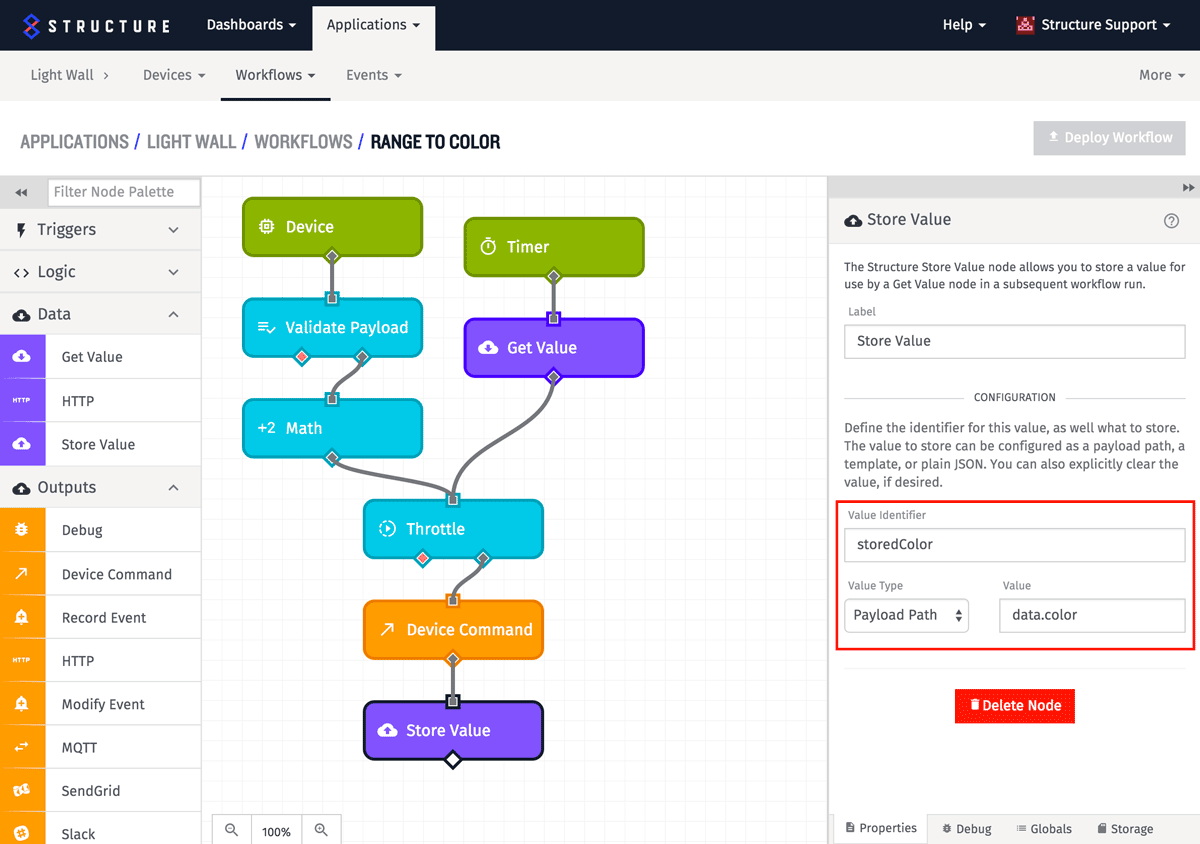 STRUCTURE
Dashboards
Applications
Help
Structure Support
Light Wall
Devices
Workflows
Events
More
APPLICATIONS / LIGHT WALL / WORKFLOWS / RANGE TO COLOR
Deploy Workflow
Filter Node Palette
Triggers
Logic
Data
Get Value
HTTP HTTP
Store Value
Outputs
Debug
Device Command
Record Event
HTTP HTTP
Modify Event
MQTT
SendGrid
Slack
Device
Timer
Validate Payload
Get Value
+2 Math
Throttle
Device Command
Store Value
100%
Store Value
The Structure Store Value node allows you to store a value for
use by a Get Value node in a subsequent workflow run.
Label
Store Value
CONFIGURATION
Define the identifier for this value, as well what to store.
The value to store can be configured as a payload path, a
template, or plain JSON. You can also explicitly clear the
value, if desired.
Value Identifier
storedColor
Value Type
Value
Payload Path
data.color
Delete Node
Properties
Debug
Globals
Storage